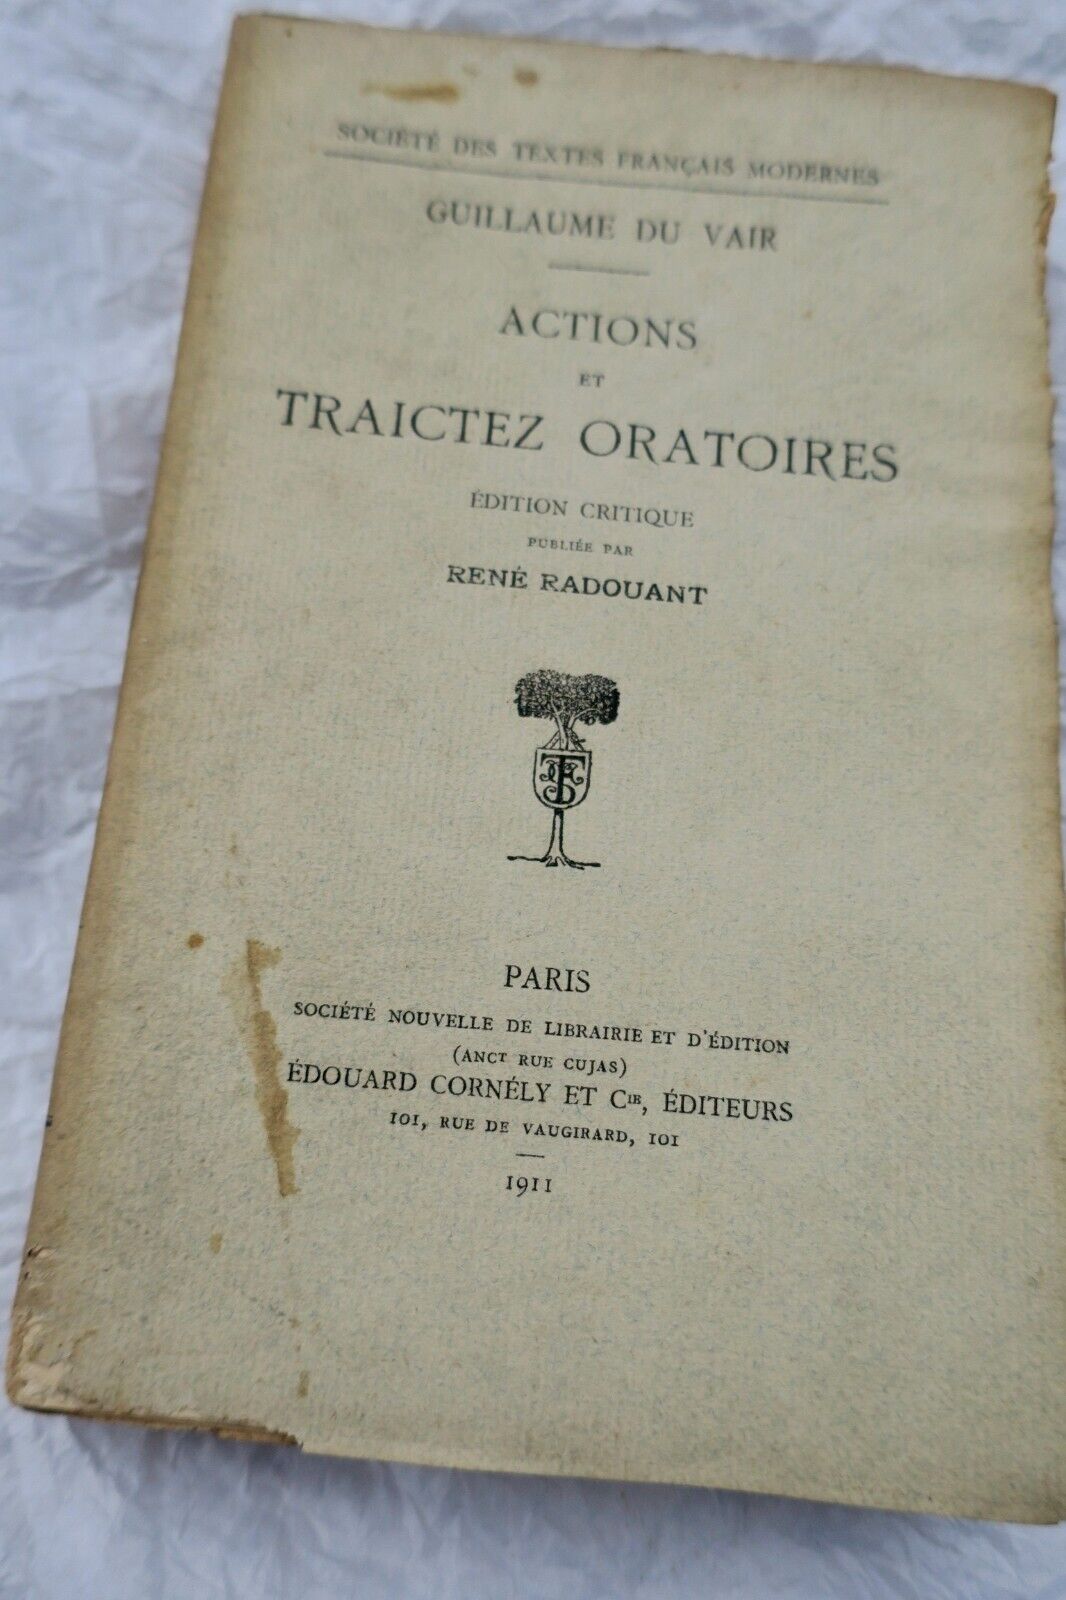 SOCIÉTÉ DES TEXTES FRANÇAIS MODERNES
GUILLAUME DU VAIR
ACTIONS
ET
TRAICTEZ ORATOIRES
ÉDITION CRITIQUE
PUBLIÉE PAR
RENÉ RADOUANT
PARIS
SOCIÉTÉ NOUVELLE DE LIBRAIRIE ET D'ÉDITION
(ANCT RUE CUJAS)
ÉDOUARD CORNÉLY ET CIE, ÉDITEURS
101, RUE DE VAUGIRARD, 101
1911